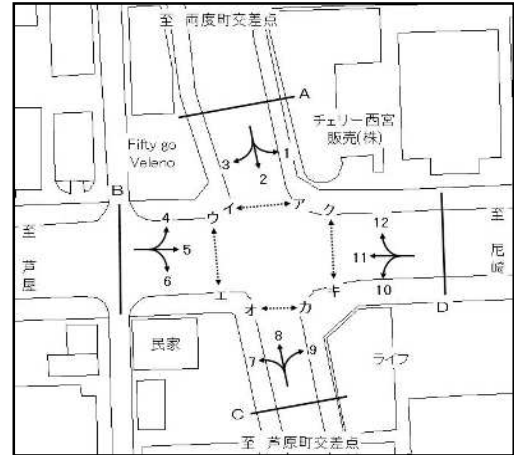 至 両度町交差点
A
チェリー西宮
販売(株)
Fifty go
Veleno
3
1
2
B
イ
ア
ウ
ク
4
5
6
12
11
10
至 芦屋
至 尼崎
エ
キ
オ
カ
D
民家
8
7
9
ライフ
C
至 芦原町交差点